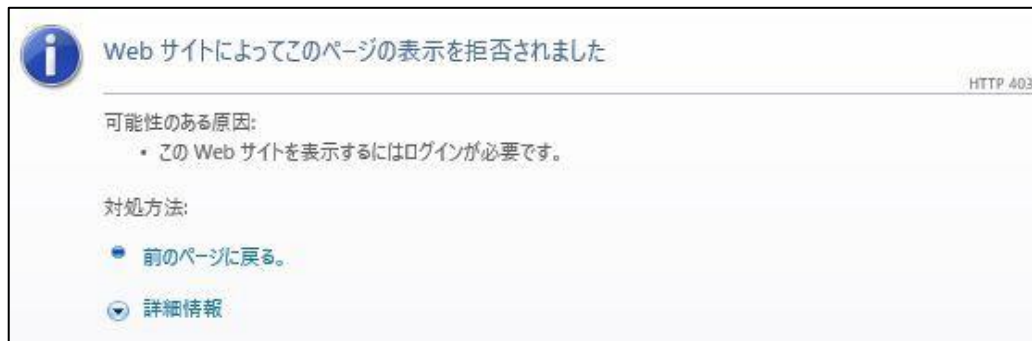 Web サイトによってこのページの表示を拒否されました
HTTP 403
可能性のある原因:
• この Web サイトを表示するにはログインが必要です。
対処方法:
前のページに戻る。
詳細情報